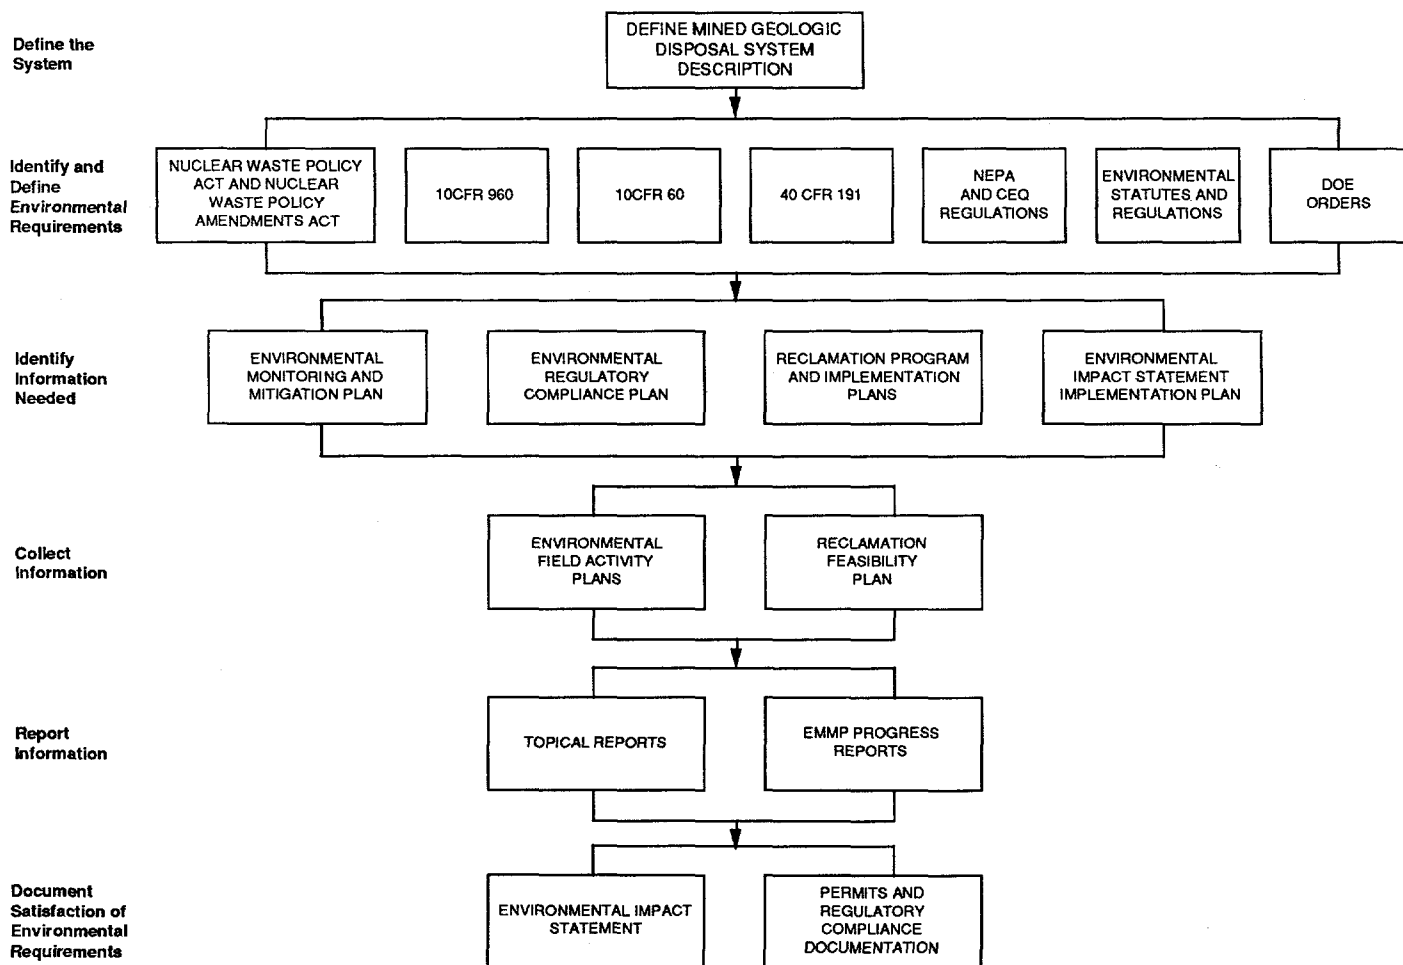 Define the
System
DEFINE MINED GEOLOGIC
DISPOSAL SYSTEM
DESCRIPTION
Identify and
Define
Environmental
Requirements
NUCLEAR WASTE POLICY
ACT AND NUCLEAR
WASTE POLICY
AMENDMENTS ACT
10CFR 960
10CFR 60
40 CFR 191
NEPA
AND CEQ
REGULATIONS
ENVIRONMENTAL
STATUTES AND
REGULATIONS
DOE
ORDERS
Identify
Information
Needed
ENVIRONMENTAL
MONITORING AND
MITIGATION PLAN
ENVIRONMENTAL
REGULATORY
COMPLIANCE PLAN
RECLAMATION PROGRAM
AND IMPLEMENTATION
PLANS
ENVIRONMENTAL
IMPACT STATEMENT
IMPLEMENTATION PLAN
Collect
Information
ENVIRONMENTAL
FIELD ACTIVITY
PLANS
RECLAMATION
FEASIBILITY
PLAN
Report
Information
TOPICAL REPORTS
EMMP PROGRESS
REPORTS
Document
Satisfaction of
Environmental
Requirements
ENVIRONMENTAL IMPACT
STATEMENT
PERMITS AND
REGULATORY
COMPLIANCE
DOCUMENTATION